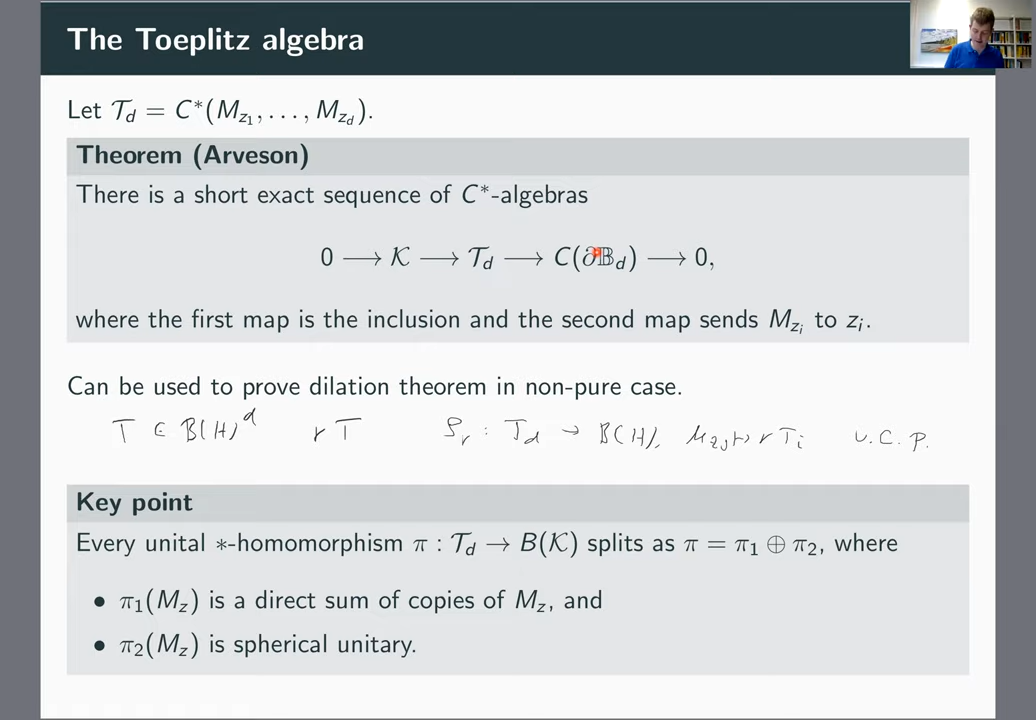 The Toeplitz algebra
Let 𝒯_d = C*(M_{z_1}, …, M_{z_d}).
Theorem (Arveson)
There is a short exact sequence of C*-algebras
0 ⟶ 𝒦 ⟶ 𝒯_d ⟶ C(∂𝔹_d) ⟶ 0,
where the first map is the inclusion and the second map sends M_{z_i} to z_i.
Can be used to prove dilation theorem in non-pure case.
T ∈ B(H)^d   rT   ρ_r : T_d → B(H), M_{z_i} ↦ r T_i   u.c.p.
Key point
Every unital ∗-homomorphism π : 𝒯_d → B(𝒦) splits as π = π_1 ⊕ π_2, where
• π_1(M_z) is a direct sum of copies of M_z, and
• π_2(M_z) is spherical unitary.